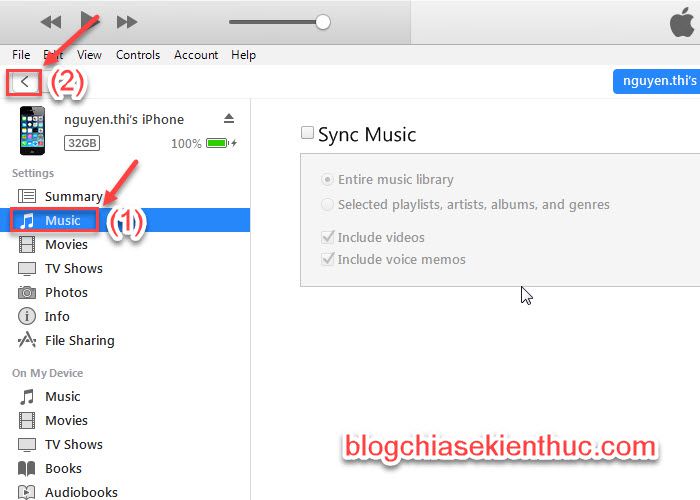 File Edit View Controls Account Help
(2)
nguyen.thi's
nguyen.thi's iPhone
32GB 100%
Settings
Summary
Music
(1)
Movies
TV Shows
Photos
Info
File Sharing
On My Device
Music
Movies
TV Shows
Books
Audiobooks
Sync Music
Entire music library
Selected playlists, artists, albums, and genres
Include videos
Include voice memos
blogchiasekienthuc.com